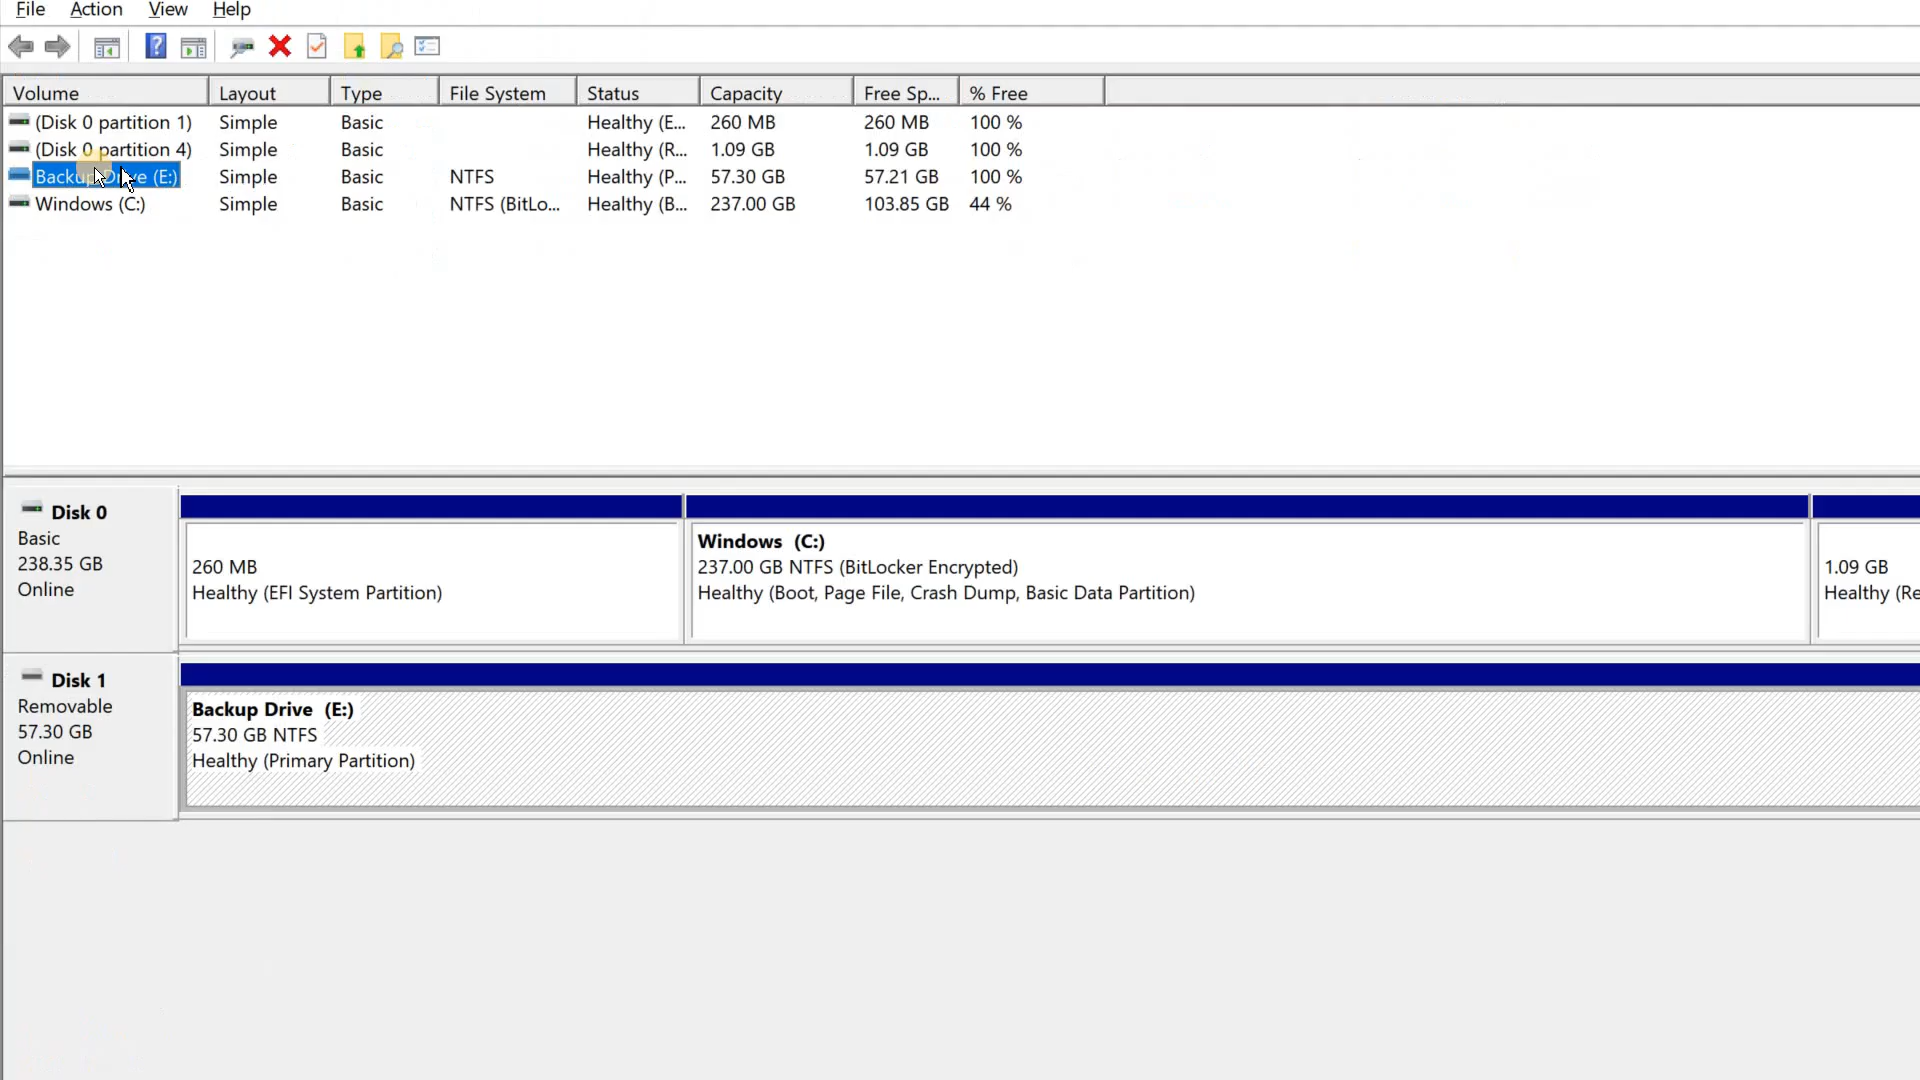 File Action View Help
Volume Layout Type File System Status Capacity Free Sp... % Free
(Disk 0 partition 1) Simple Basic Healthy (E... 260 MB 260 MB 100 %
(Disk 0 partition 4) Simple Basic Healthy (R... 1.09 GB 1.09 GB 100 %
Backup Drive (E:) Simple Basic NTFS Healthy (P... 57.30 GB 57.21 GB 100 %
Windows (C:) Simple Basic NTFS (BitLo... Healthy (B... 237.00 GB 103.85 GB 44 %
Disk 0
Basic
238.35 GB
Online
260 MB
Healthy (EFI System Partition)
Windows (C:)
237.00 GB NTFS (BitLocker Encrypted)
Healthy (Boot, Page File, Crash Dump, Basic Data Partition)
1.09 GB
Healthy (Re
Disk 1
Removable
57.30 GB
Online
Backup Drive (E:)
57.30 GB NTFS
Healthy (Primary Partition)